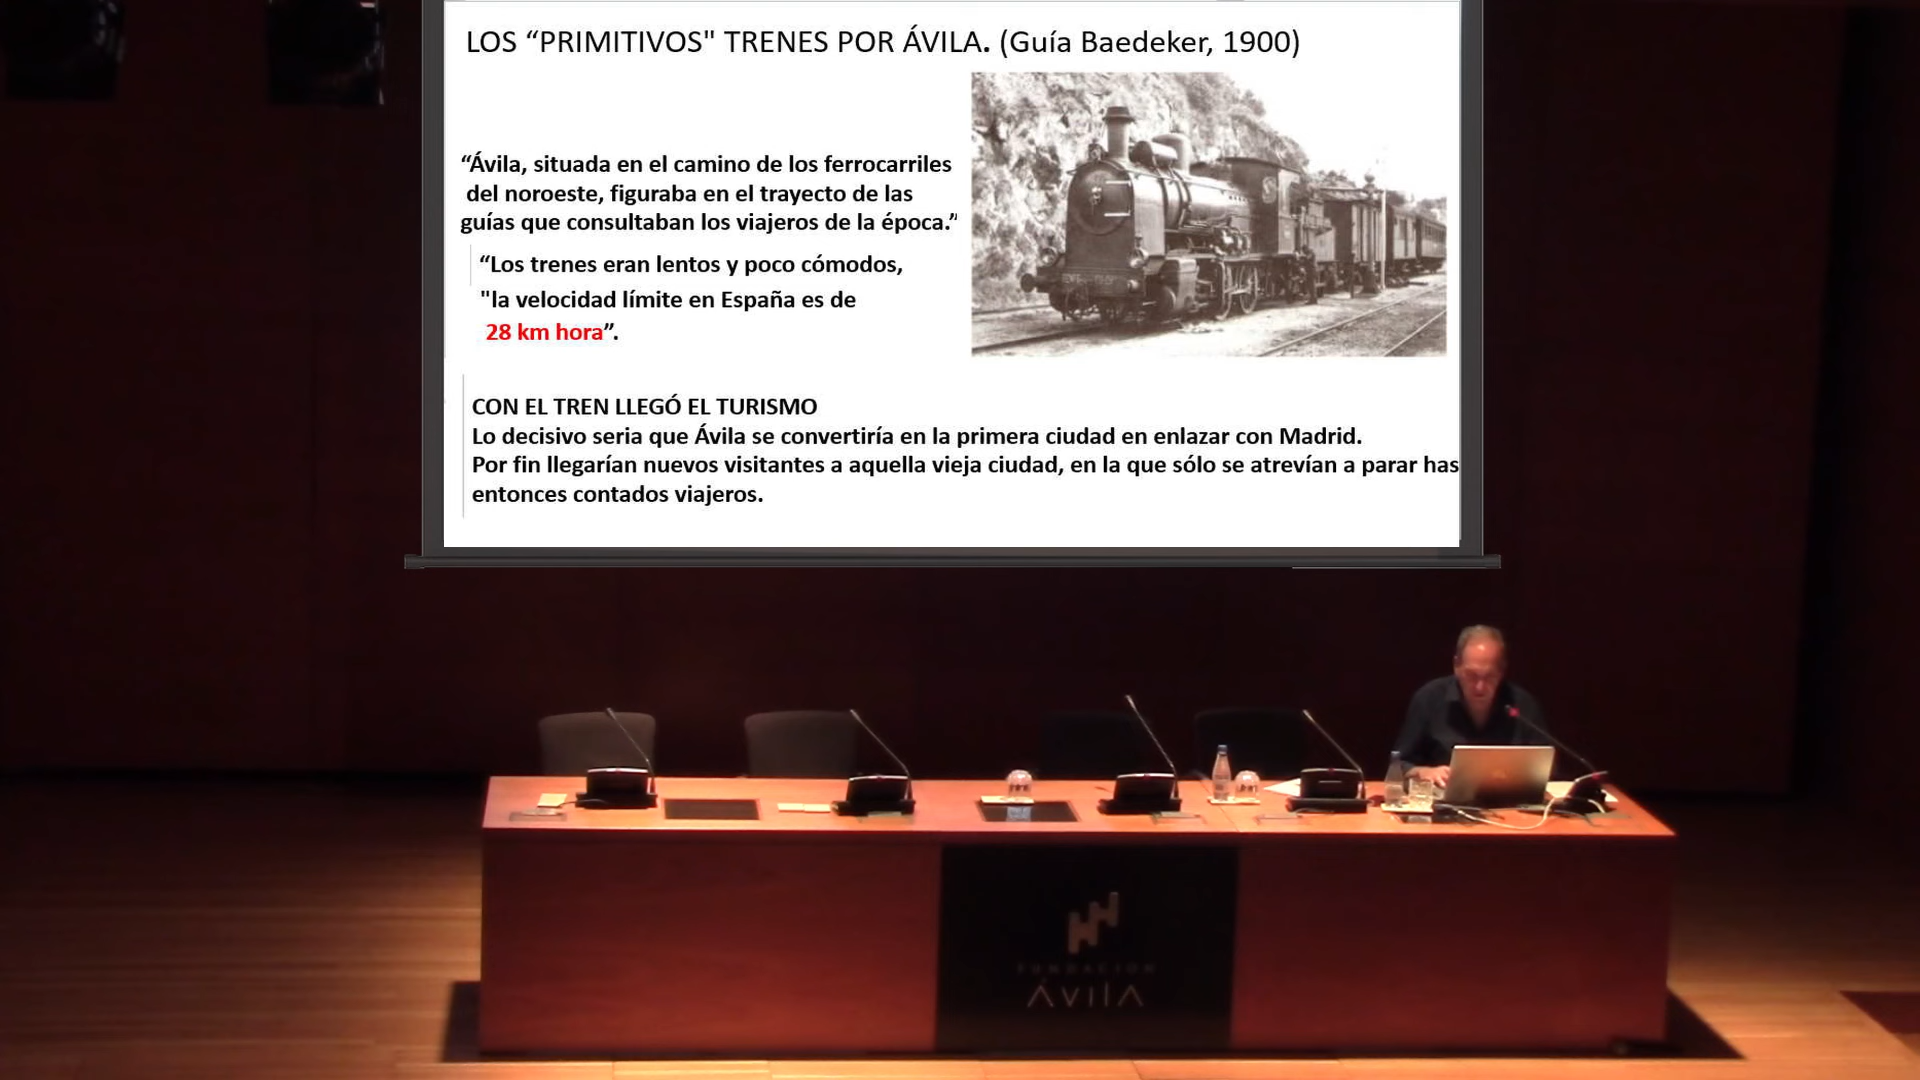 LOS “PRIMITIVOS" TRENES POR ÁVILA. (Guía Baedeker, 1900)
“Ávila, situada en el camino de los ferrocarriles
del noroeste, figuraba en el trayecto de las
guías que consultaban los viajeros de la época.”
“Los trenes eran lentos y poco cómodos,
"la velocidad límite en España es de
28 km hora”.
CON EL TREN LLEGÓ EL TURISMO
Lo decisivo seria que Ávila se convertiría en la primera ciudad en enlazar con Madrid.
Por fin llegarían nuevos visitantes a aquella vieja ciudad, en la que sólo se atrevían a parar has
entonces contados viajeros.
FUNDACION
ÁVILA